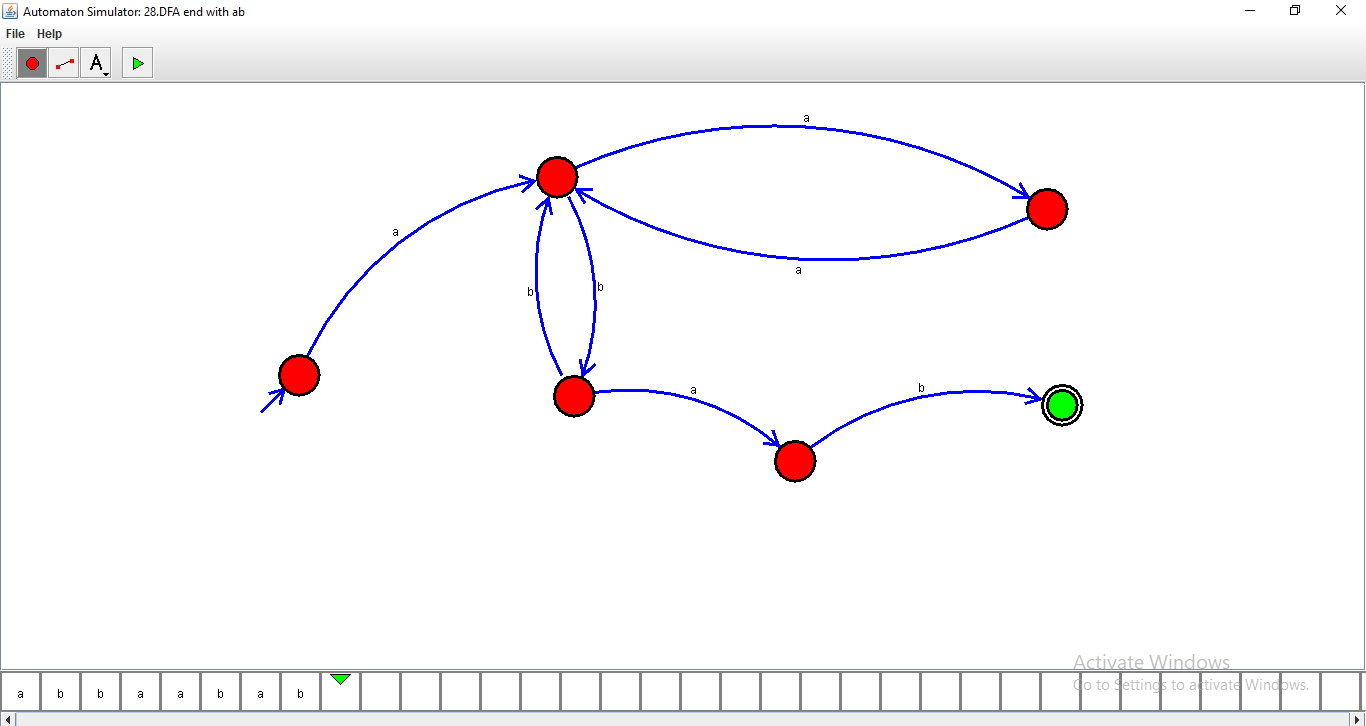 Automaton Simulator: 28.DFA end with ab
File Help
A
a
a
a
b
b
a
b
Activate Windows
Go to Settings to activate Windows.
a b b a a b a b